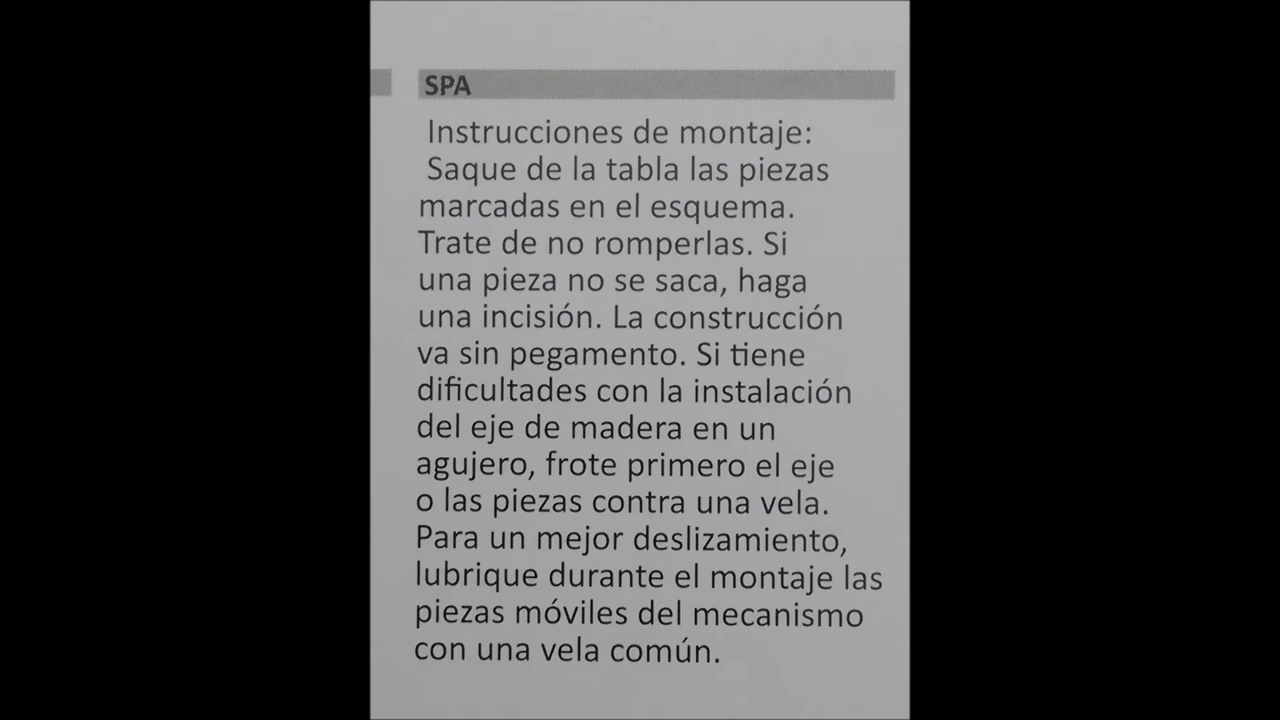 SPA
Instrucciones de montaje:
Saque de la tabla las piezas
marcadas en el esquema.
Trate de no romperlas. Si
una pieza no se saca, haga
una incisión. La construcción
va sin pegamento. Si tiene
dificultades con la instalación
del eje de madera en un
agujero, frote primero el eje
o las piezas contra una vela.
Para un mejor deslizamiento,
lubrique durante el montaje las
piezas móviles del mecanismo
con una vela común.